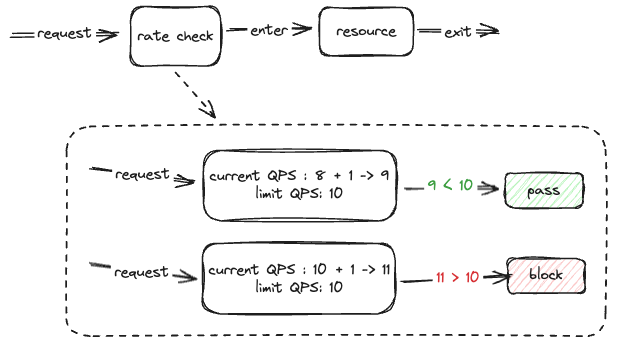 request
rate check
enter
resource
exit
request
current QPS : 8 + 1 -> 9
limit QPS: 10
9 < 10
pass
request
current QPS : 10 + 1 -> 11
limit QPS: 10
11 > 10
block